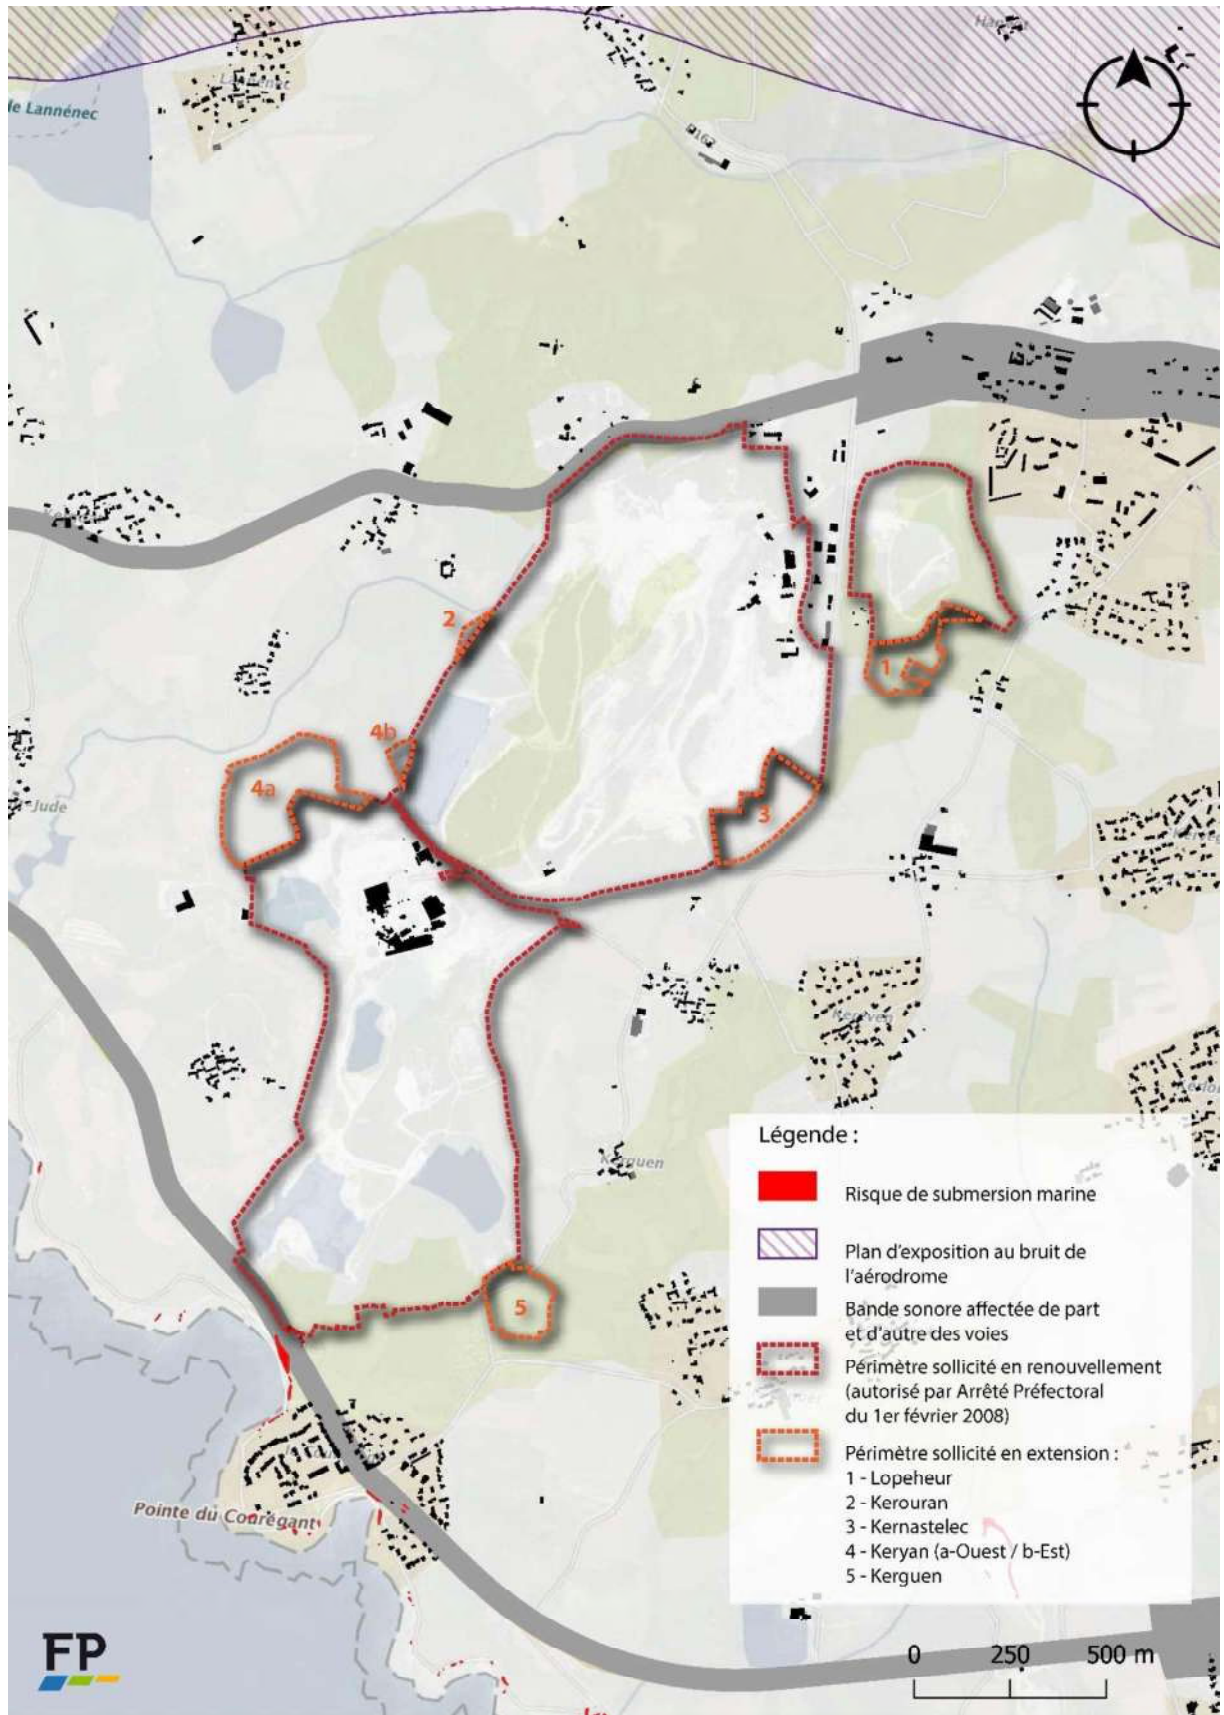 Lannénec
de Lannénec
D162
2
4b
4a
1
3
Jude
Kerguen
5
Pointe du Courégant
Légende :
Risque de submersion marine
Plan d'exposition au bruit de
l'aérodrome
Bande sonore affectée de part
et d'autre des voies
Périmètre sollicité en renouvellement
(autorisé par Arrêté Préfectoral
du 1er février 2008)
Périmètre sollicité en extension :
1 - Lopeheur
2 - Kerouran
3 - Kernastelec
4 - Keryan (a-Ouest / b-Est)
5 - Kerguen
FP
0 250 500 m